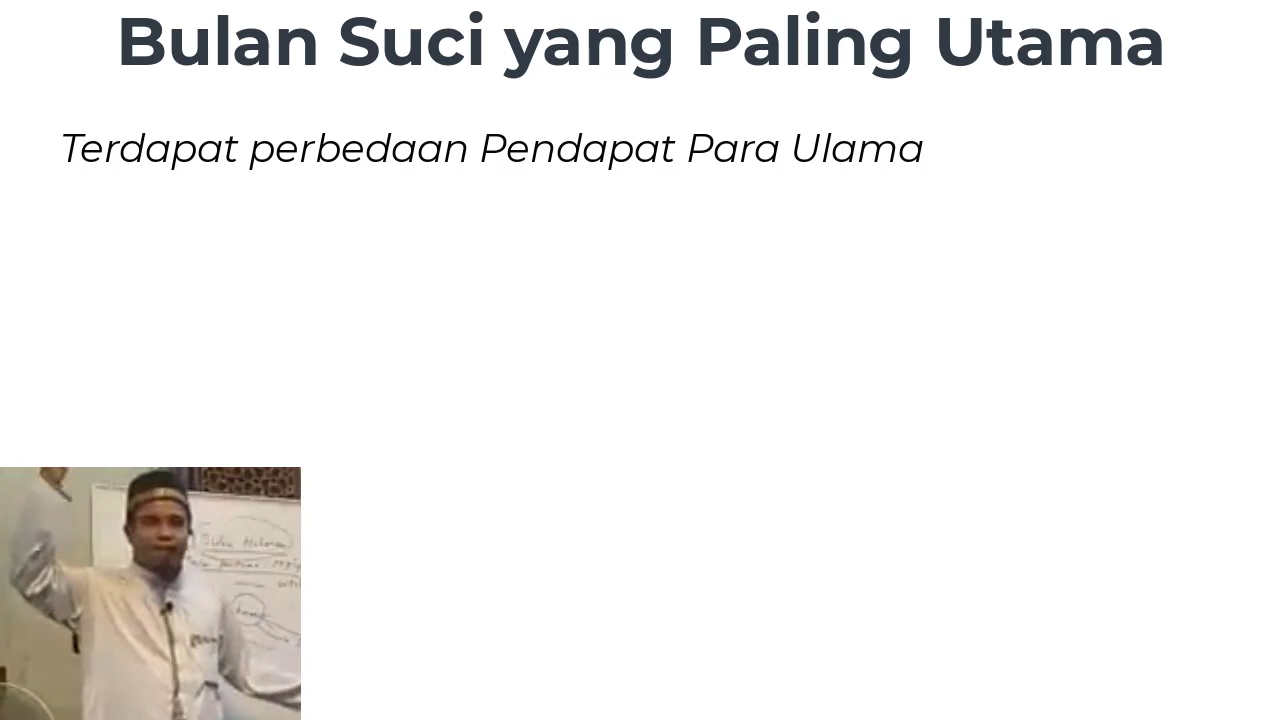 Bulan Suci yang Paling Utama
Terdapat perbedaan Pendapat Para Ulama